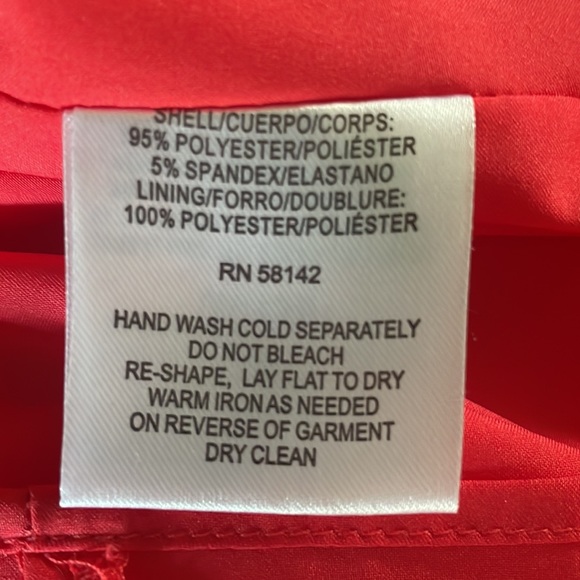 SHELL/CUERPO/CORPS:
95% POLYESTER/POLIÉSTER
5% SPANDEX/ELASTANO
LINING/FORRO/DOUBLURE:
100% POLYESTER/POLIÉSTER
RN 58142
HAND WASH COLD SEPARATELY
DO NOT BLEACH
RE-SHAPE, LAY FLAT TO DRY
WARM IRON AS NEEDED
ON REVERSE OF GARMENT
DRY CLEAN